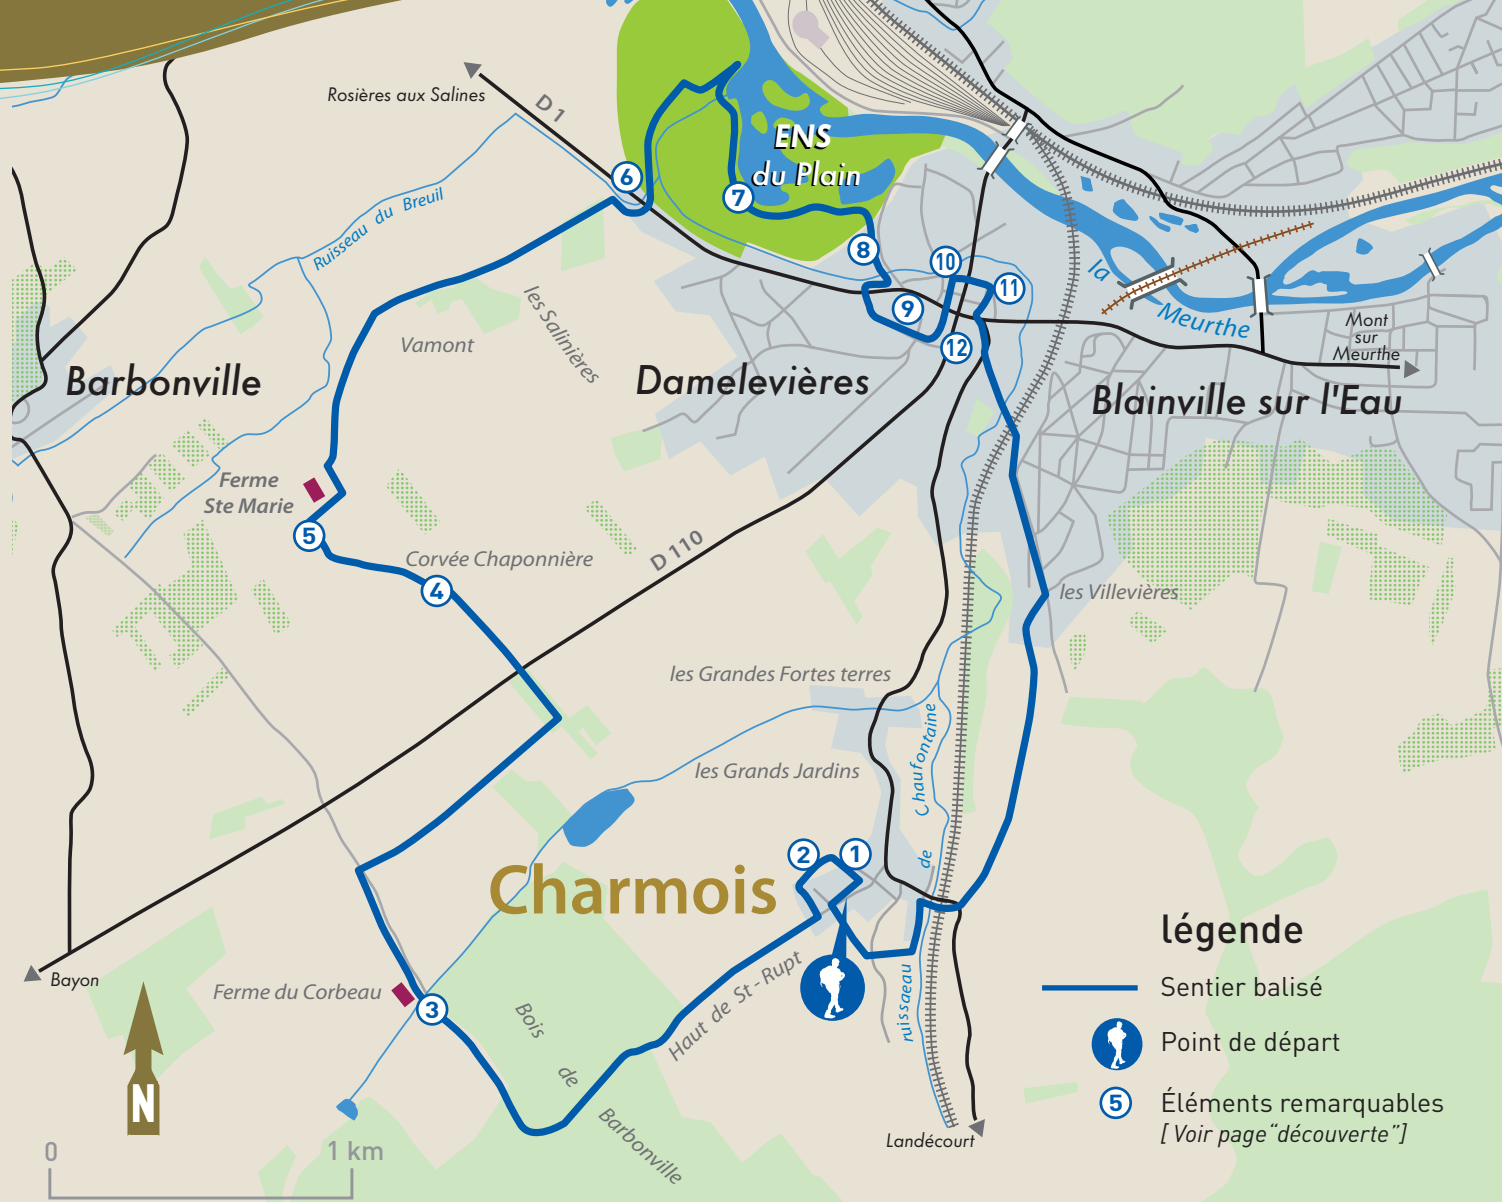 Rosières aux Salines
D 1
ENS
du Plain
6
7
Ruisseau du Breuil
8
10
11
la
Meurthe
les Salinières
9
12
Mont
sur
Meurthe
Vamont
Barbonville
Damelevières
Blainville sur l'Eau
Ferme
Ste Marie
5
Corvée Chaponnière
D 110
4
les Villevières
les Grandes Fortes terres
les Grands Jardins
ruisseau de Chaufontaine
2
1
Charmois
légende
Bayon
Ferme du Corbeau
3
Bois
de
Barbonville
Haut de St - Rupt
Sentier balisé
Point de départ
N
5
Éléments remarquables
[ Voir page “découverte”]
Landécourt
0
1 km